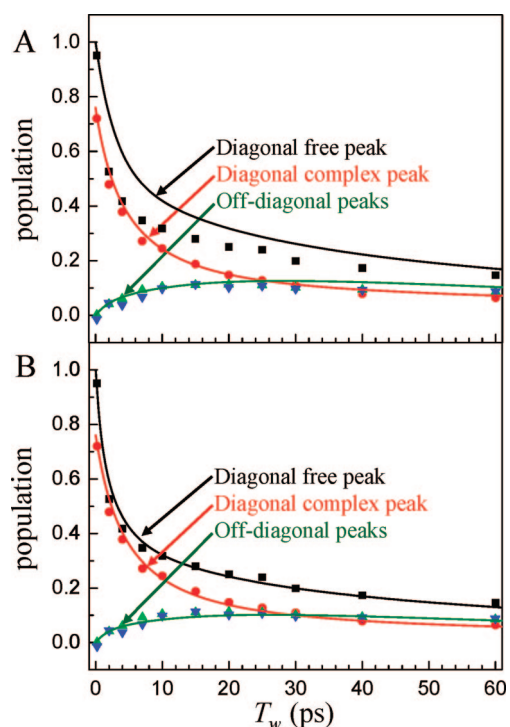 A
1.0
0.8
0.6
0.4
0.2
0.0
population
Diagonal free peak
Diagonal complex peak
Off-diagonal peaks
B
1.0
0.8
0.6
0.4
0.2
0.0
population
Diagonal free peak
Diagonal complex peak
Off-diagonal peaks
0 10 20 30 40 50 60
T_w (ps)